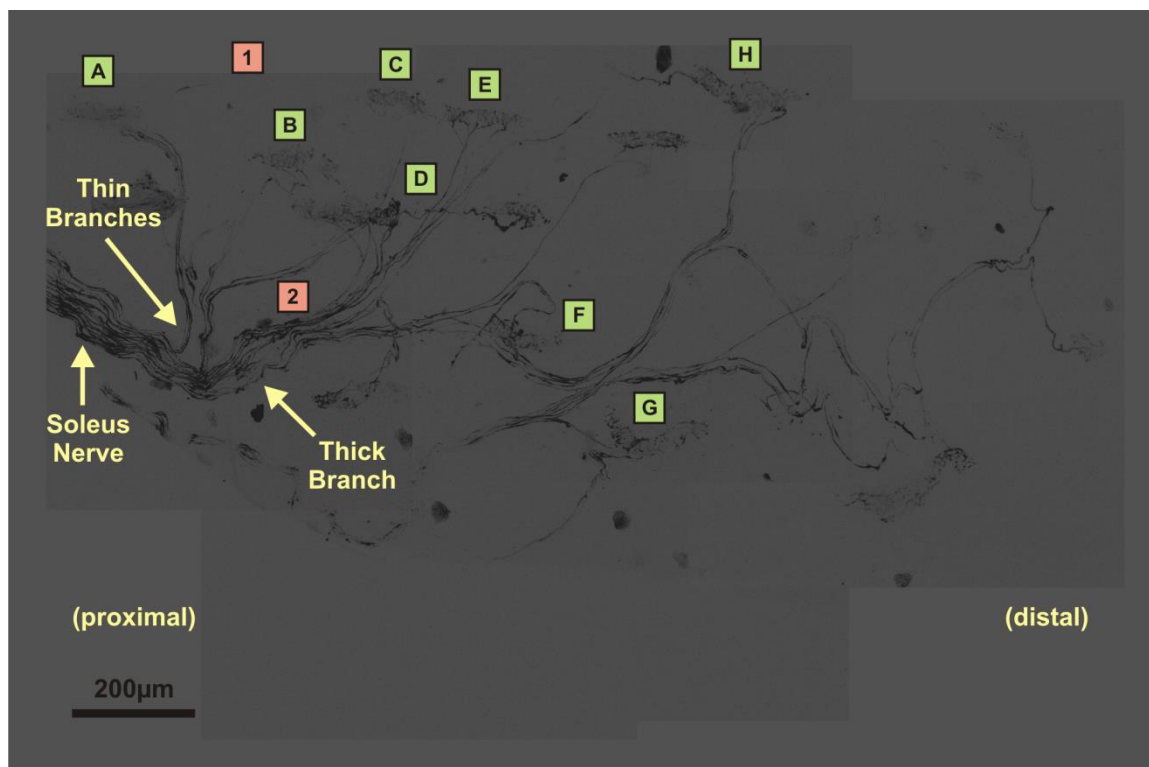 1
A
C
E
H
B
D
Thin
Branches
2
F
G
Soleus
Nerve
Thick
Branch
(proximal)
(distal)
200µm